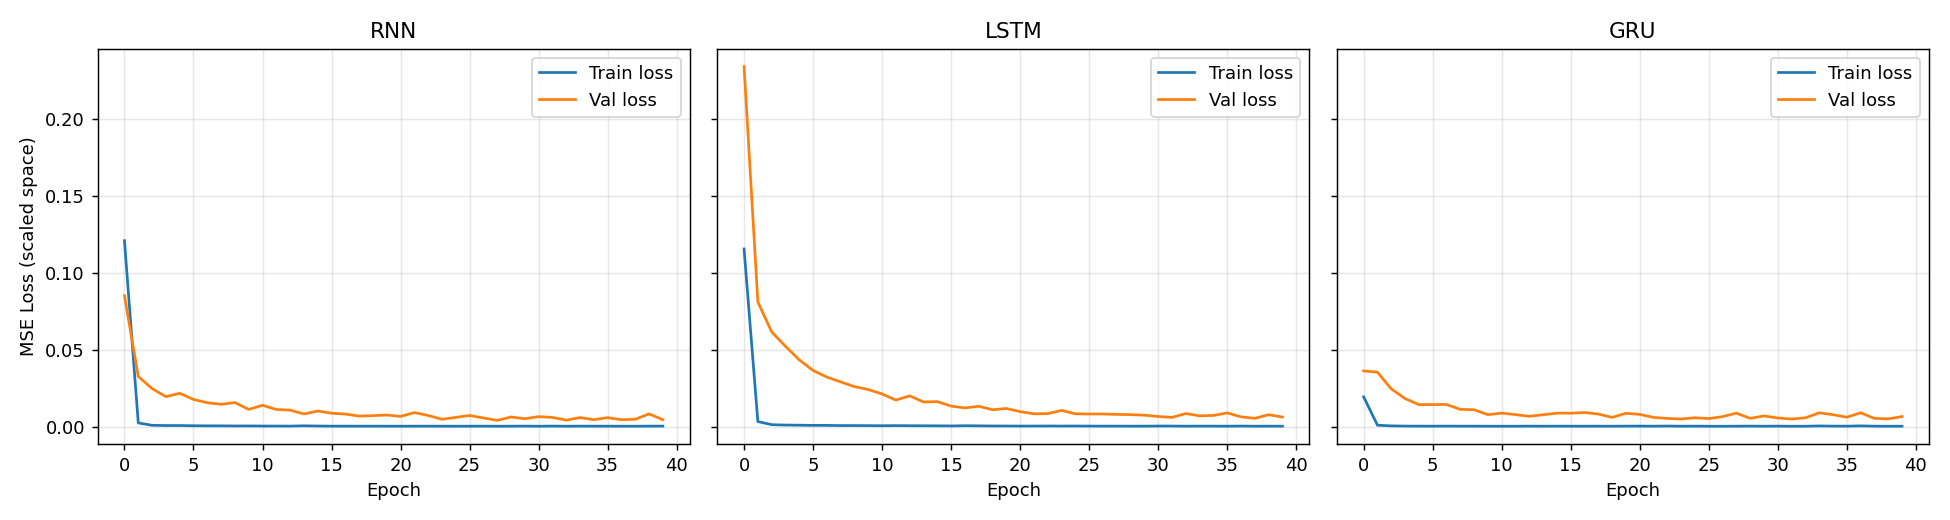 RNN
Train loss
Val loss
MSE Loss (scaled space)
0.20
0.15
0.10
0.05
0.00
0 5 10 15 20 25 30 35 40
Epoch
LSTM
Train loss
Val loss
0 5 10 15 20 25 30 35 40
Epoch
GRU
Train loss
Val loss
0 5 10 15 20 25 30 35 40
Epoch